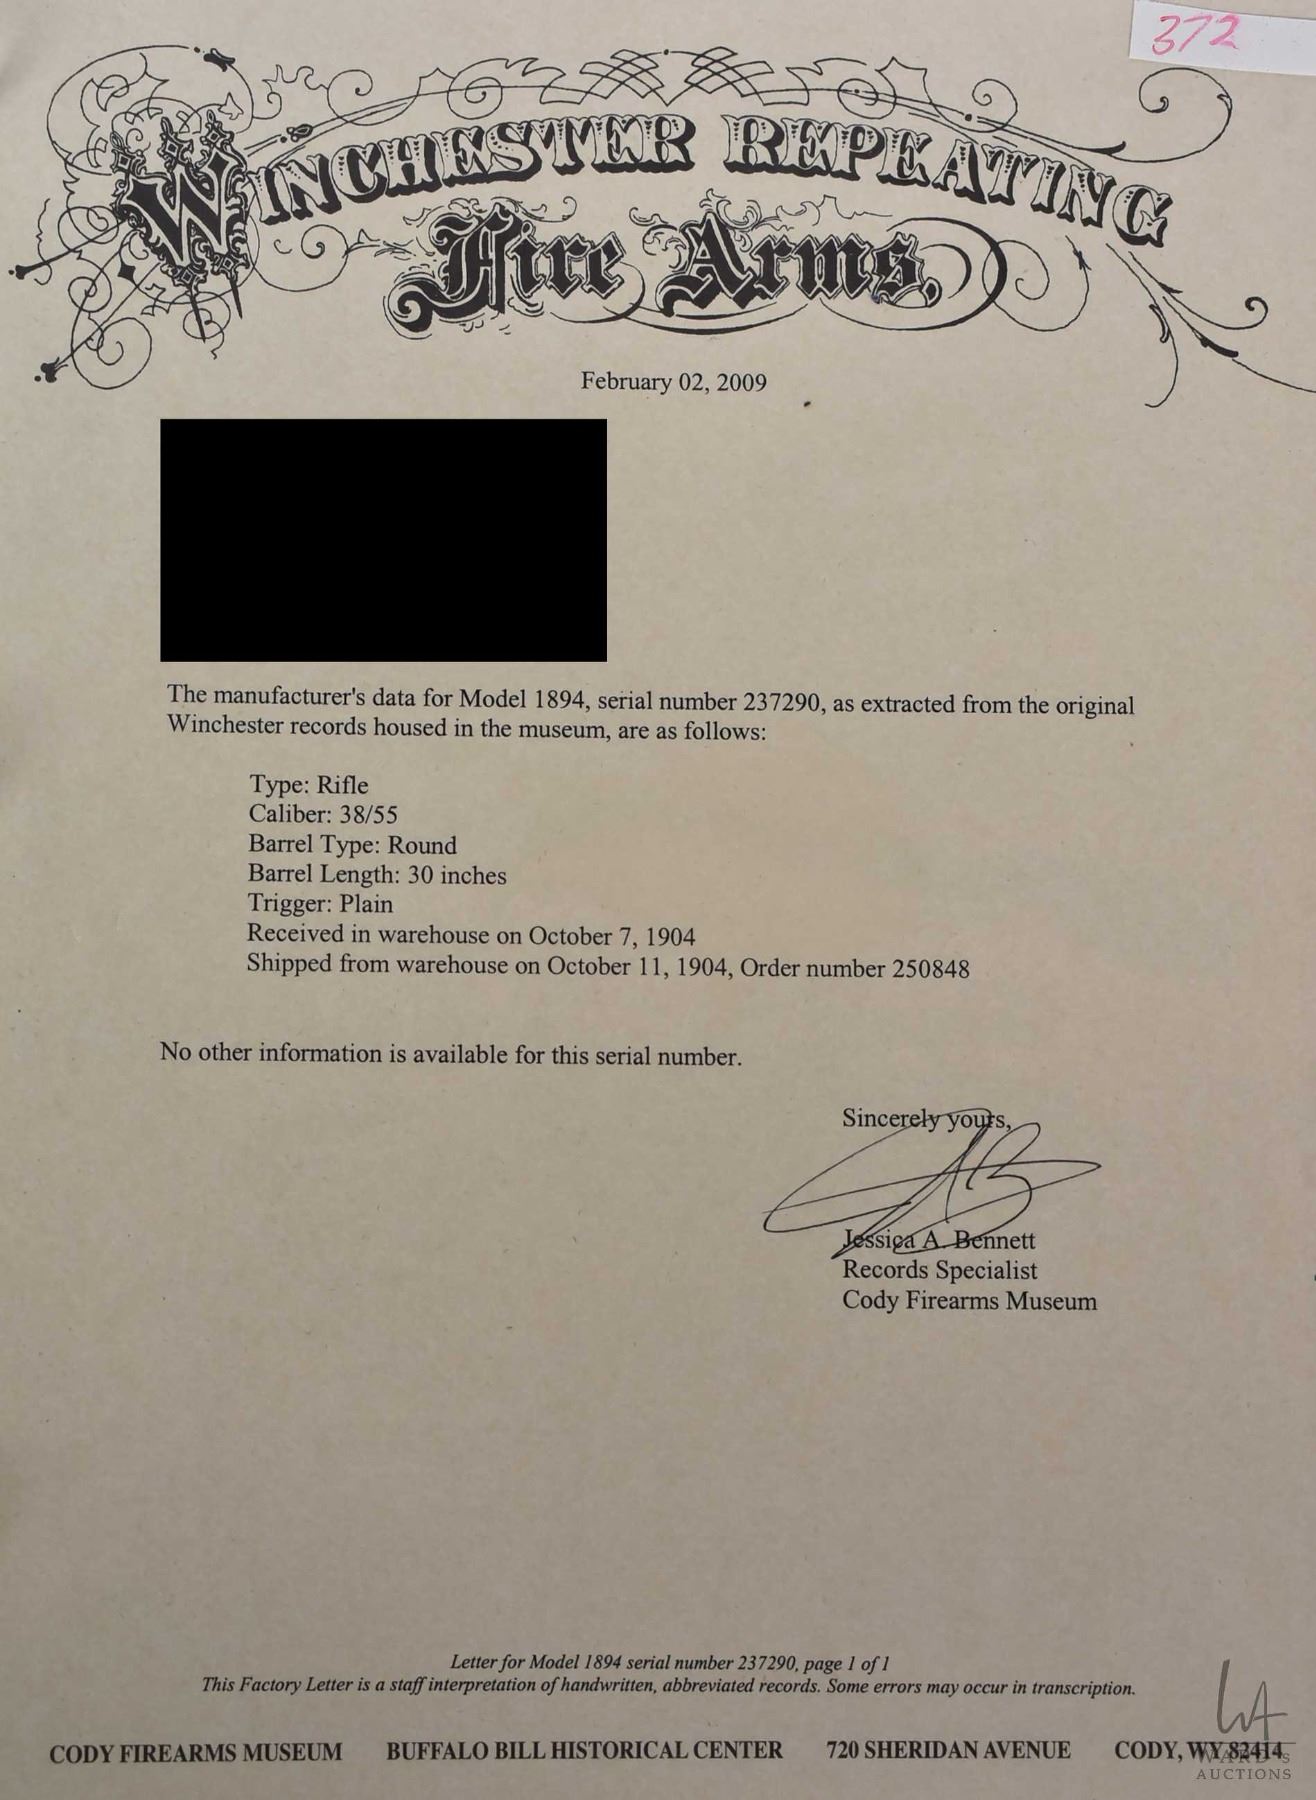 372
WINCHESTER REPEATING
Fire Arms,
February 02, 2009
The manufacturer's data for Model 1894, serial number 237290, as extracted from the original
Winchester records housed in the museum, are as follows:
Type: Rifle
Caliber: 38/55
Barrel Type: Round
Barrel Length: 30 inches
Trigger: Plain
Received in warehouse on October 7, 1904
Shipped from warehouse on October 11, 1904, Order number 250848
No other information is available for this serial number.
Sincerely yours,
Jessica A. Bennett
Records Specialist
Cody Firearms Museum
Letter for Model 1894 serial number 237290, page 1 of 1
This Factory Letter is a staff interpretation of handwritten, abbreviated records. Some errors may occur in transcription.
CODY FIREARMS MUSEUM BUFFALO BILL HISTORICAL CENTER 720 SHERIDAN AVENUE CODY, WY 82414
WARD'S
AUCTIONS